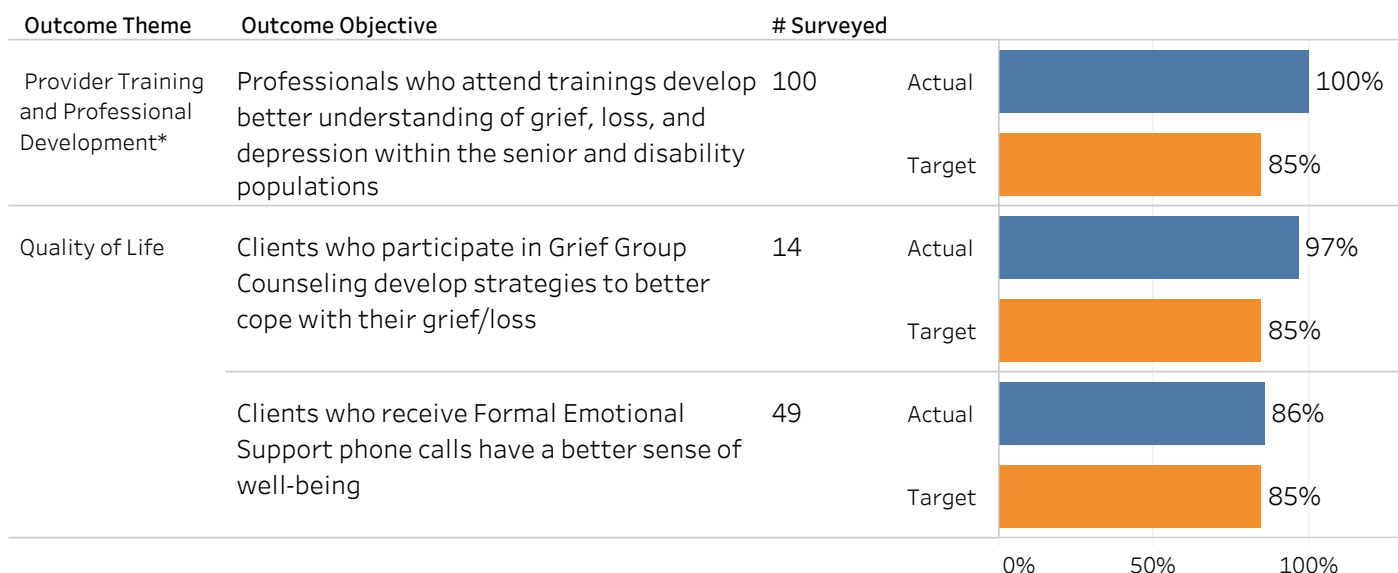 Outcome Theme Outcome Objective # Surveyed
Provider Training
and Professional
Development*
Professionals who attend trainings develop
better understanding of grief, loss, and
depression within the senior and disability
populations
100
Actual 100%
Target 85%
Quality of Life
Clients who participate in Grief Group
Counseling develop strategies to better
cope with their grief/loss
14
Actual 97%
Target 85%
Clients who receive Formal Emotional
Support phone calls have a better sense of
well-being
49
Actual 86%
Target 85%
0% 50% 100%